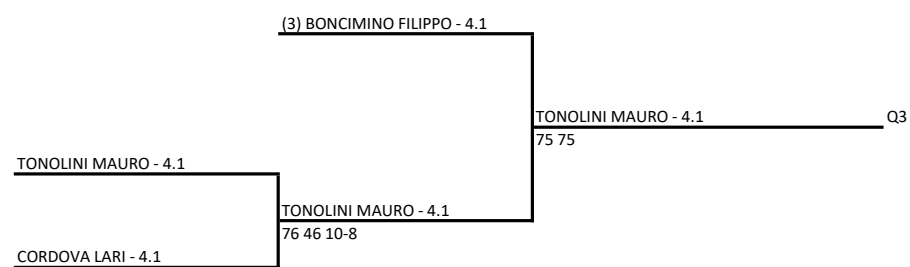 (3) BONCIMINO FILIPPO - 4.1
TONOLINI MAURO - 4.1 Q3
75 75
TONOLINI MAURO - 4.1
TONOLINI MAURO - 4.1
76 46 10-8
CORDOVA LARI - 4.1